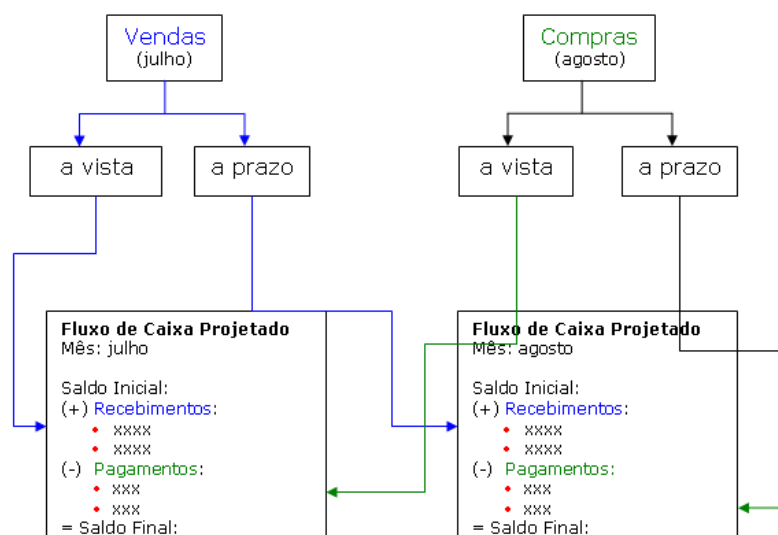 Vendas
(julho)
Compras
(agosto)
a vista
a prazo
a vista
a prazo
Fluxo de Caixa Projetado
Mês: julho
Saldo Inicial:
(+) Recebimentos:
• xxxx
• xxxx
(-) Pagamentos:
• xxx
• xxx
= Saldo Final:
Fluxo de Caixa Projetado
Mês: agosto
Saldo Inicial:
(+) Recebimentos:
• xxxx
• xxxx
(-) Pagamentos:
• xxx
• xxx
= Saldo Final: